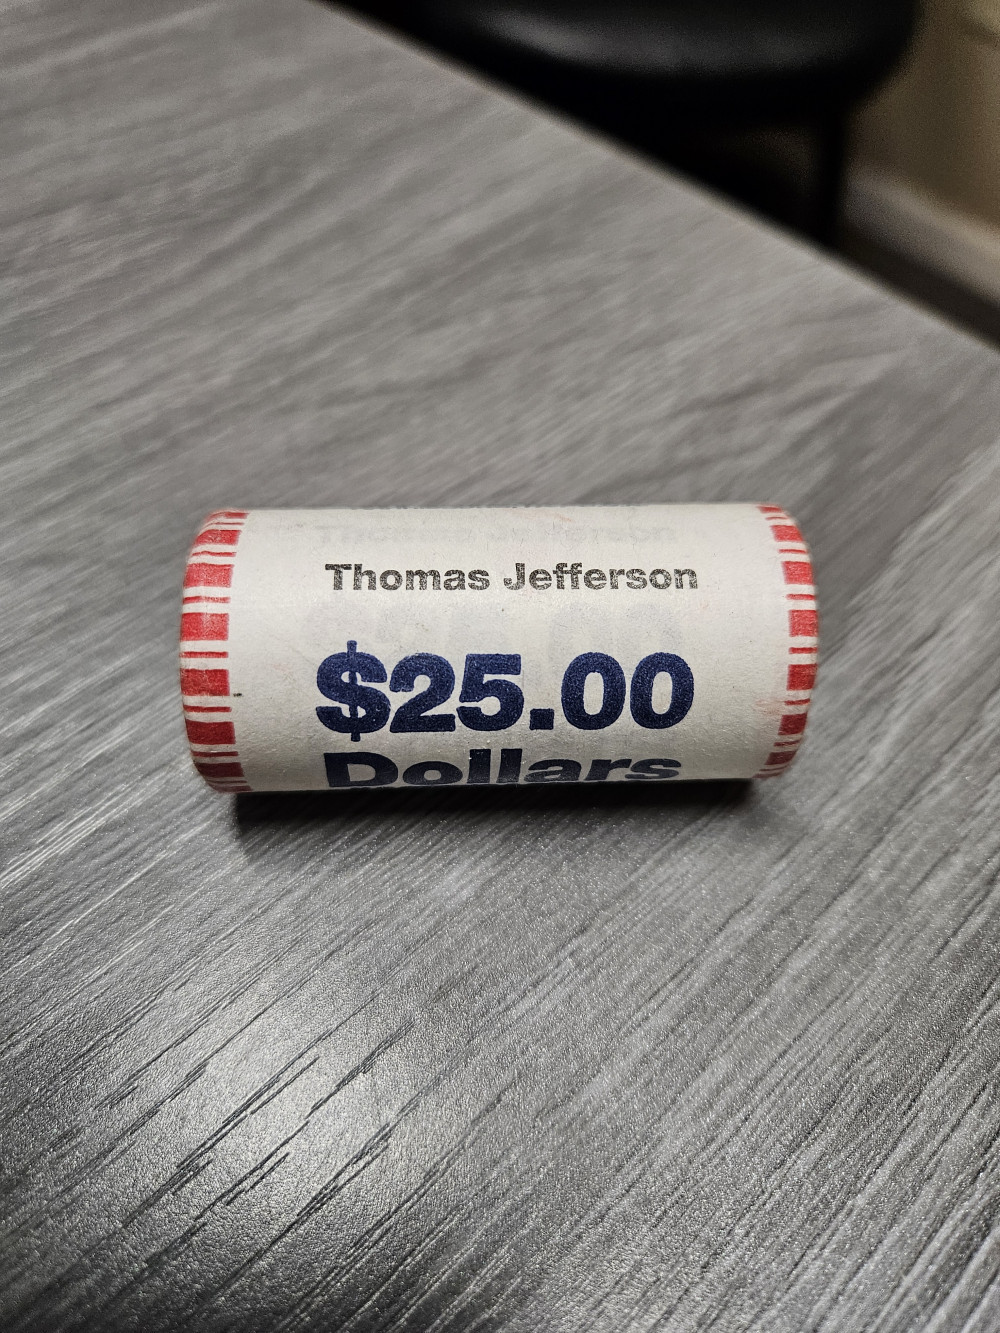 Thomas Jefferson
$25.00
Dollars